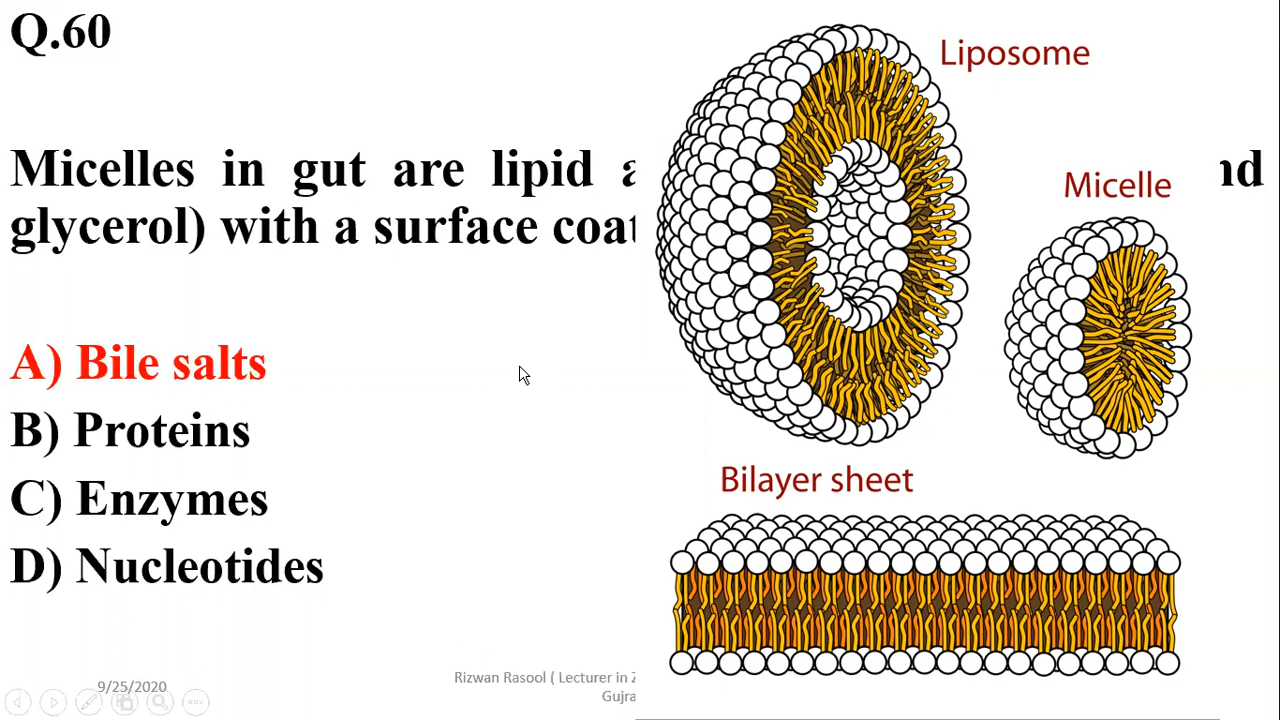 Q.60
Liposome
Micelles in gut are lipid nd
Micelle
glycerol) with a surface coat
A) Bile salts
B) Proteins
C) Enzymes
D) Nucleotides
Bilayer sheet
Rizwan Rasool ( Lecturer in Z
9/25/2020
Gujra